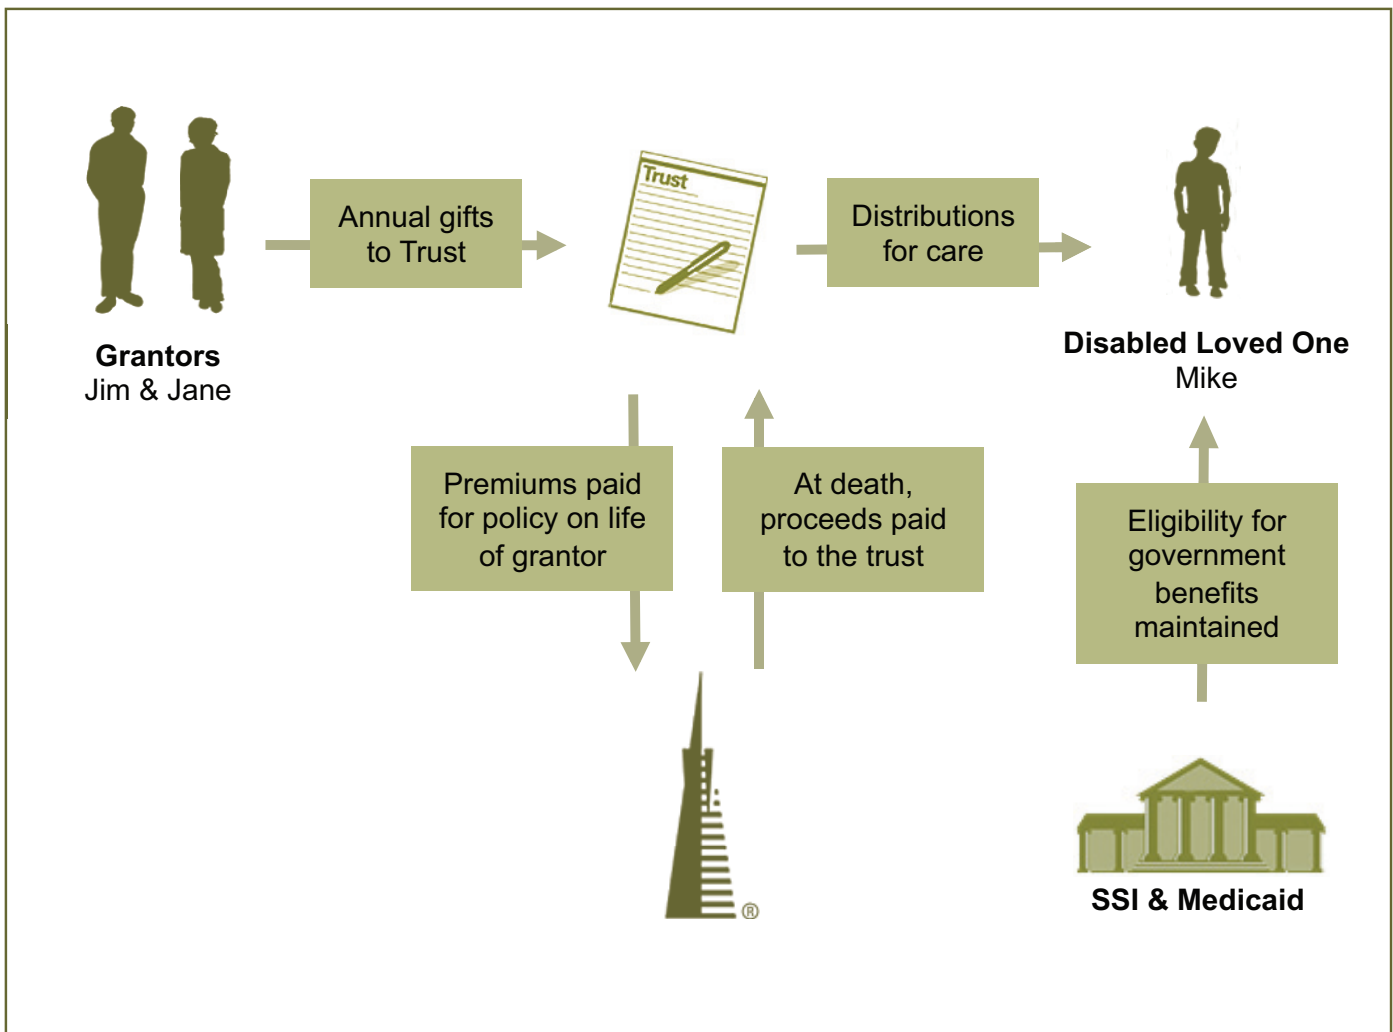 Annual gifts
to Trust
Trust
Distributions
for care
Grantors
Jim & Jane
Disabled Loved One
Mike
Premiums paid
for policy on life
of grantor
At death,
proceeds paid
to the trust
Eligibility for
government
benefits
maintained
®
SSI & Medicaid